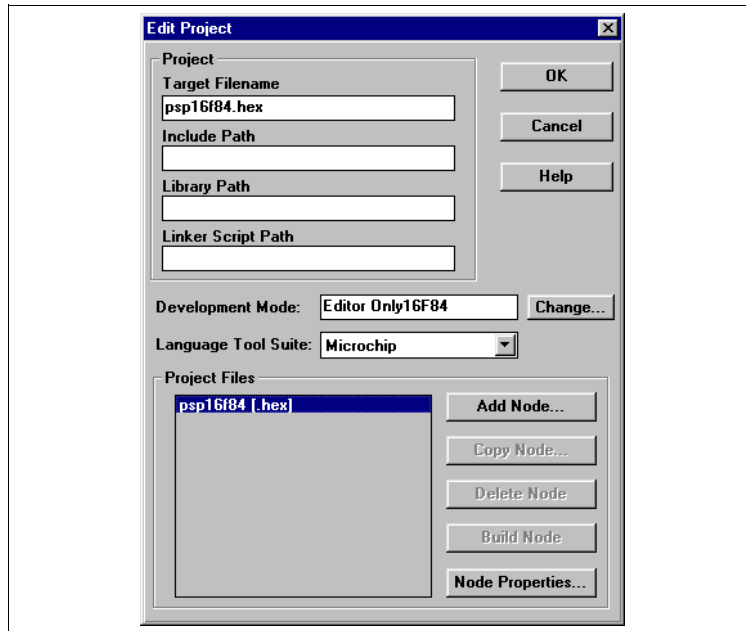 Edit Project
Project
Target Filename
psp16f84.hex
Include Path
Library Path
Linker Script Path
OK
Cancel
Help
Development Mode: Editor Only16F84 Change...
Language Tool Suite: Microchip
Project Files
psp16f84 [.hex]
Add Node...
Copy Node...
Delete Node
Build Node
Node Properties...